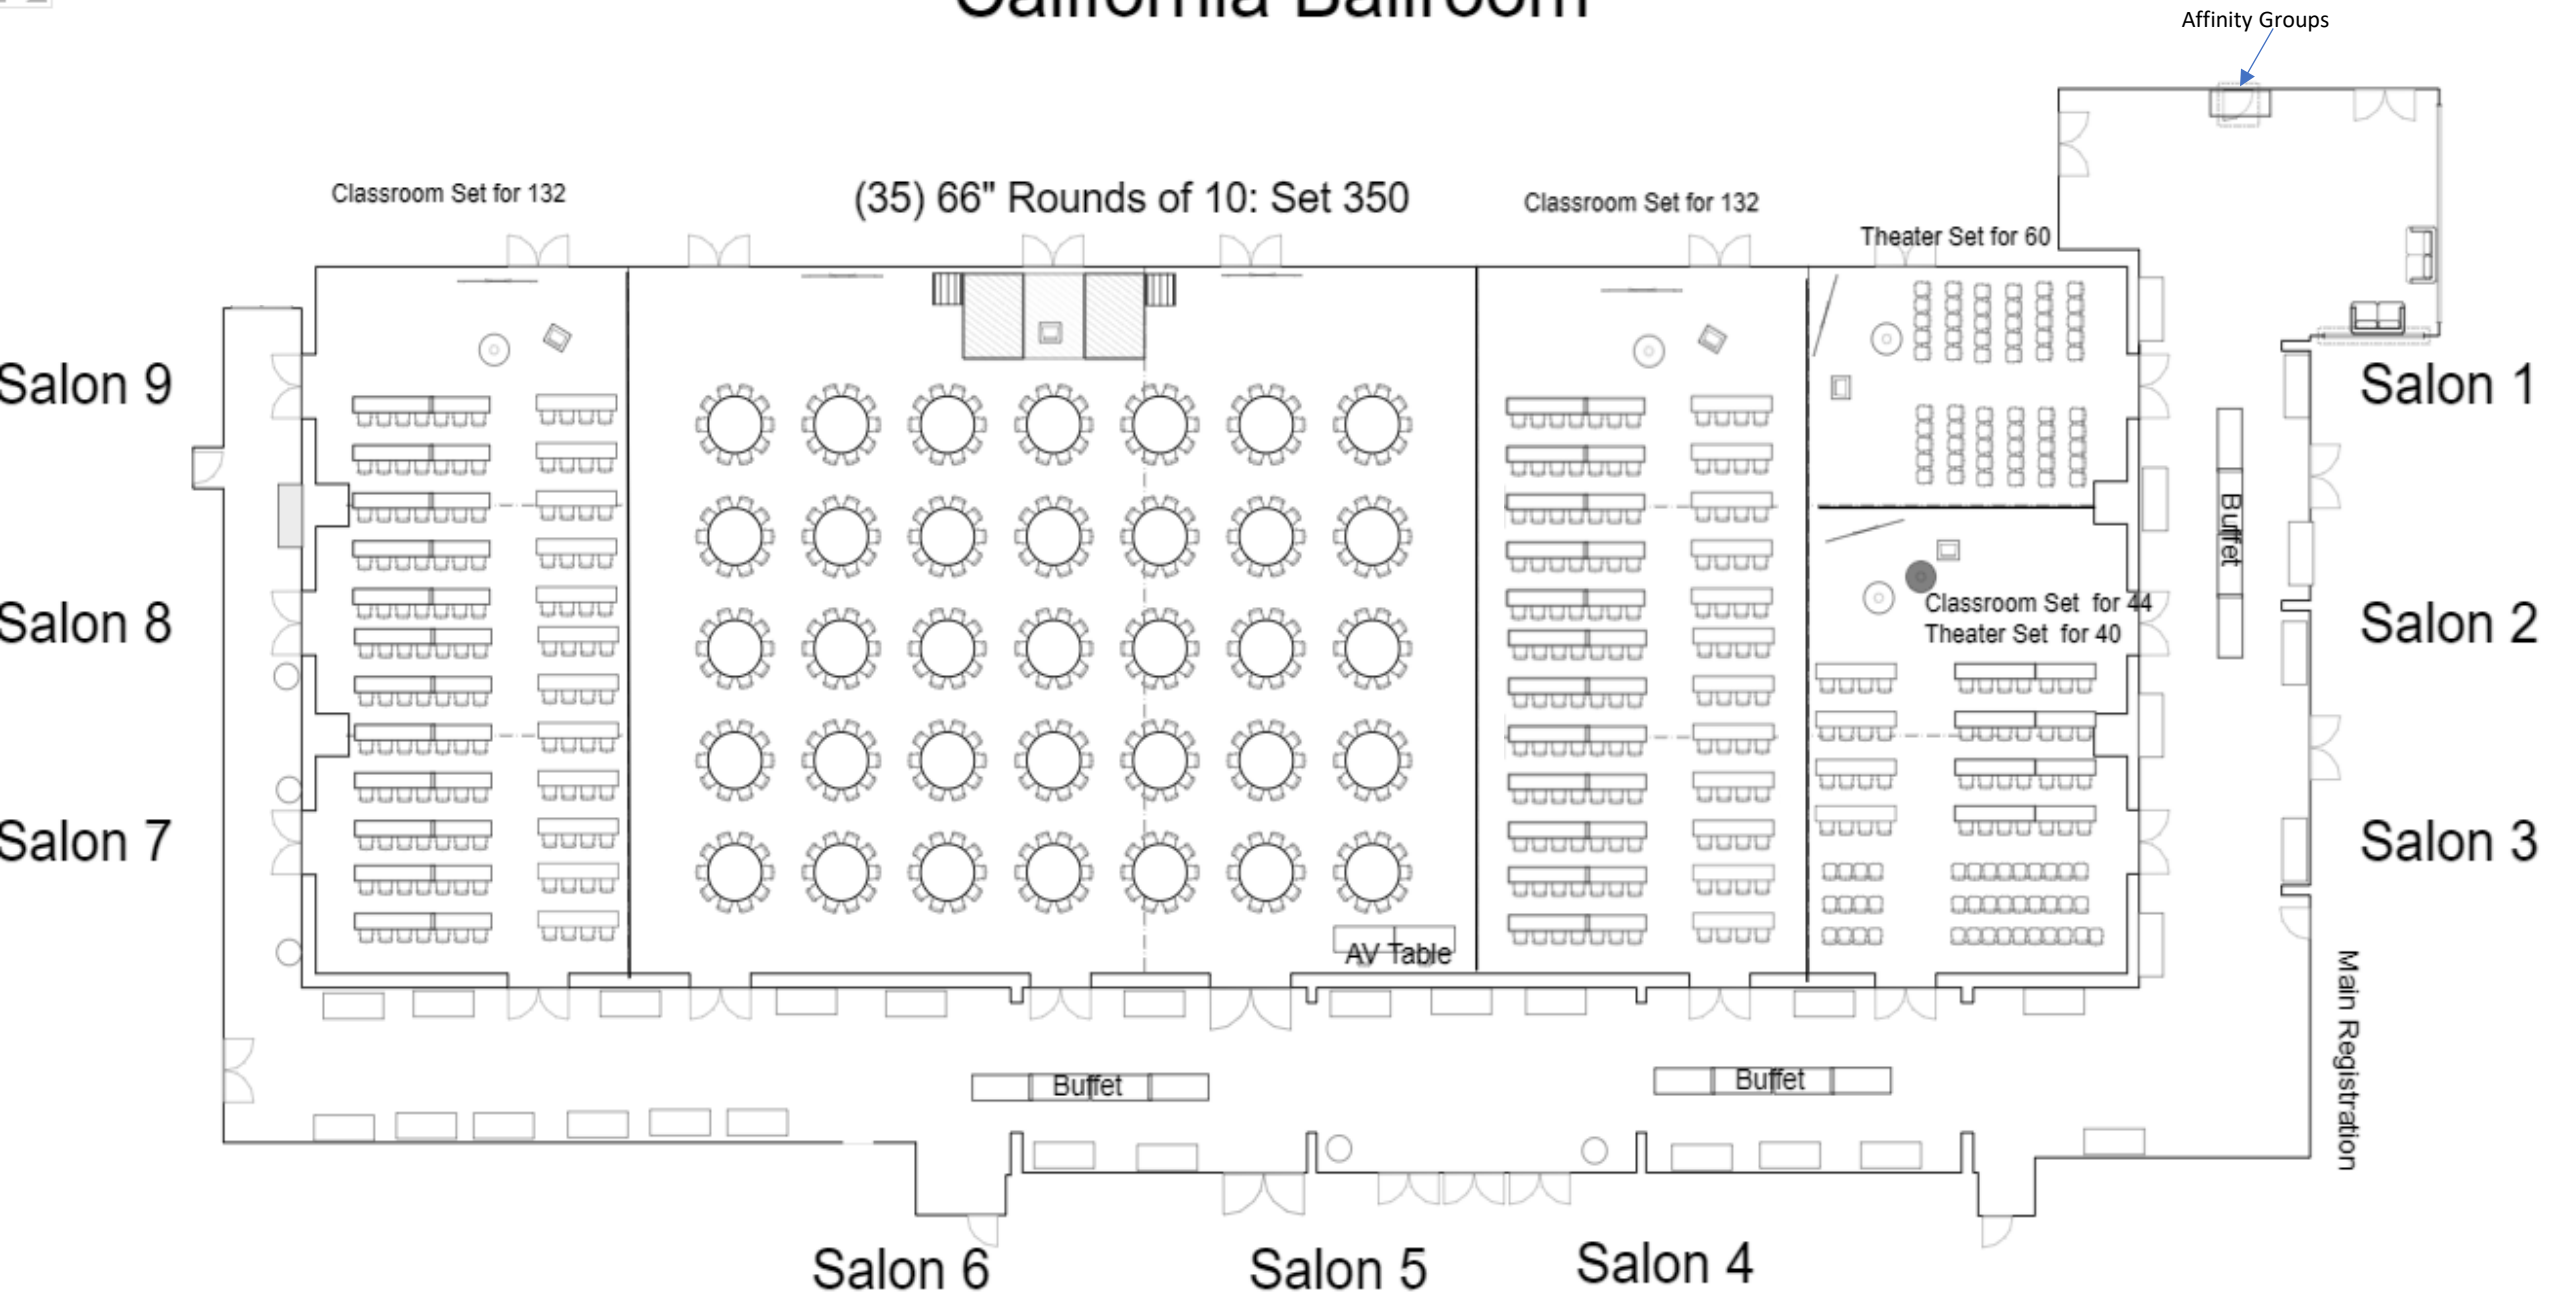 California Ballroom
Affinity Groups
Classroom Set for 132
(35) 66" Rounds of 10: Set 350
Classroom Set for 132
Theater Set for 60
Salon 9
Salon 1
Buffet
Salon 8
Classroom Set  for 44
Theater Set  for 40
Salon 2
Salon 7
Salon 3
AV Table
Main Registration
Buffet
Buffet
Salon 6
Salon 5
Salon 4